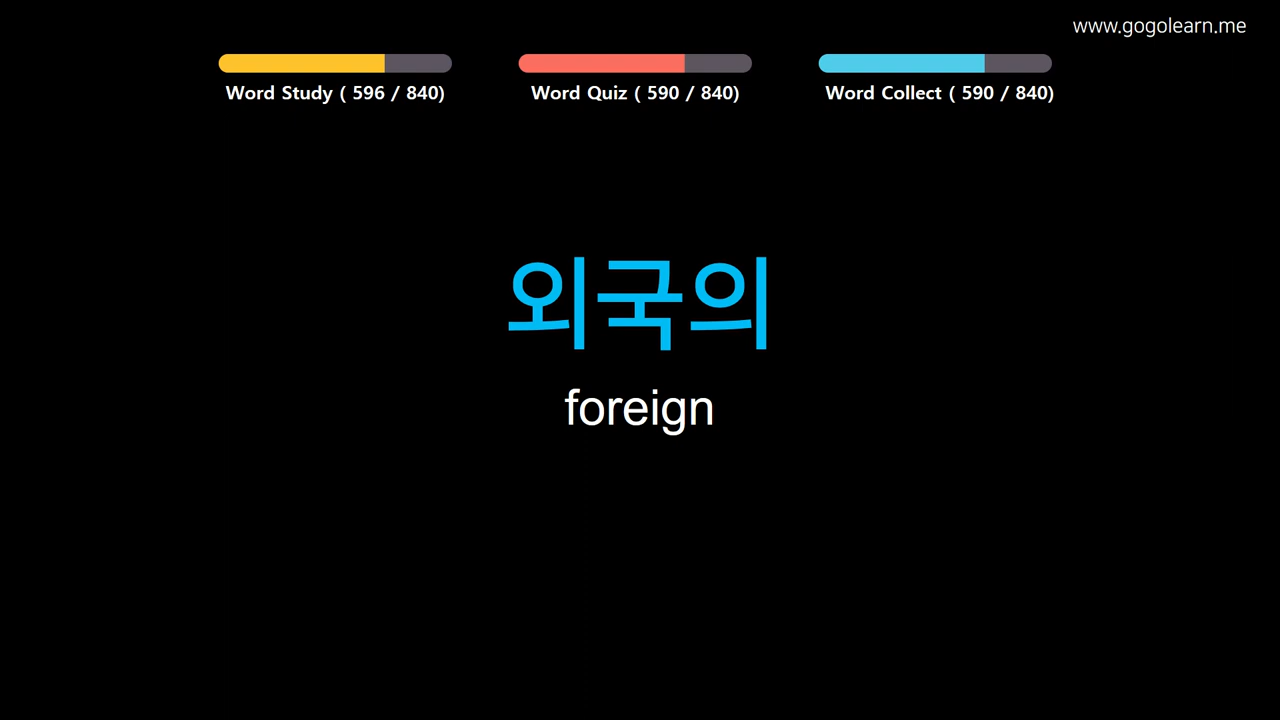 www.gogolearn.me
Word Study ( 596 / 840)
Word Quiz ( 590 / 840)
Word Collect ( 590 / 840)
외국의
foreign